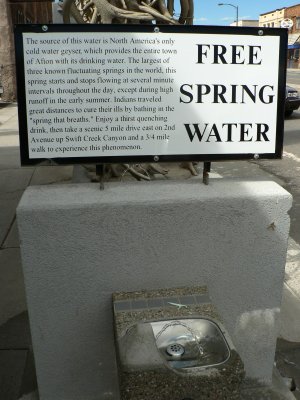 The source of this water is North America's only
cold water geyser, which provides the entire town
of Afton with its drinking water. The largest of
three known fluctuating springs in the world, this
spring starts and stops flowing at several minute
intervals throughout the day, except during high
runoff in the early summer. Indians traveled
great distances to cure their ills by bathing in the
"spring that breaths." Enjoy a thirst quenching
drink, then take a scenic 5 mile drive east on 2nd
Avenue up Swift Creek Canyon and a 3/4 mile
walk to experience this phenomenon.
FREE
SPRING
WATER